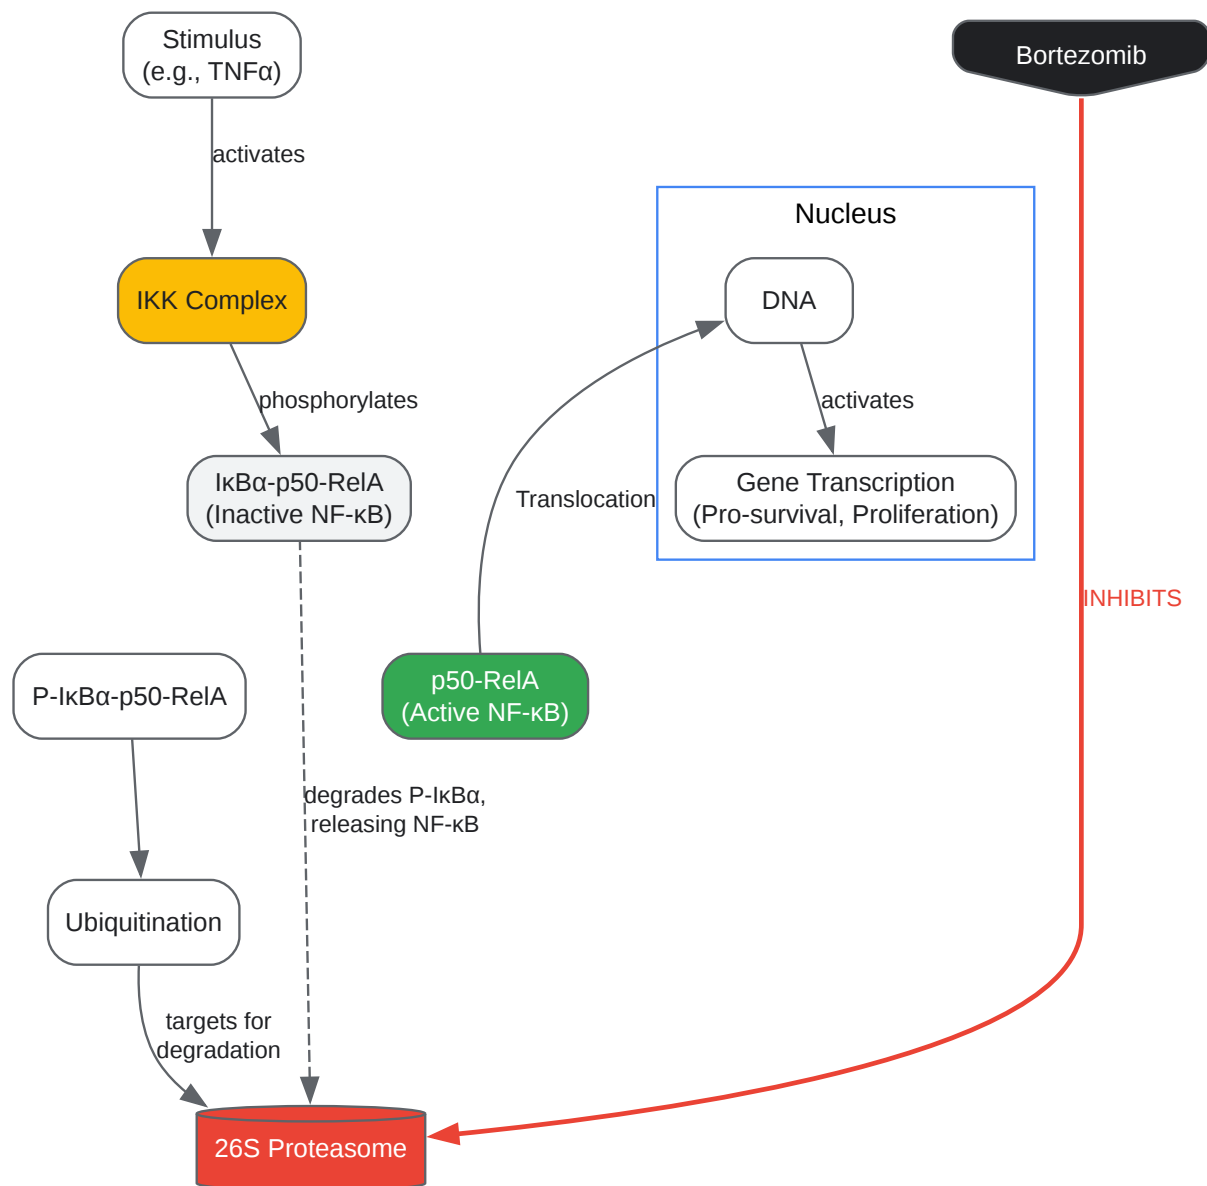 Stimulus
(e.g., TNFα)
Bortezomib
activates
Nucleus
IKK Complex
DNA
phosphorylates
activates
IκBα-p50-RelA
(Inactive NF-κB)
Translocation
Gene Transcription
(Pro-survival, Proliferation)
INHIBITS
P-IκBα-p50-RelA
p50-RelA
(Active NF-κB)
degrades P-IκBα,
releasing NF-κB
Ubiquitination
targets for
degradation
26S Proteasome